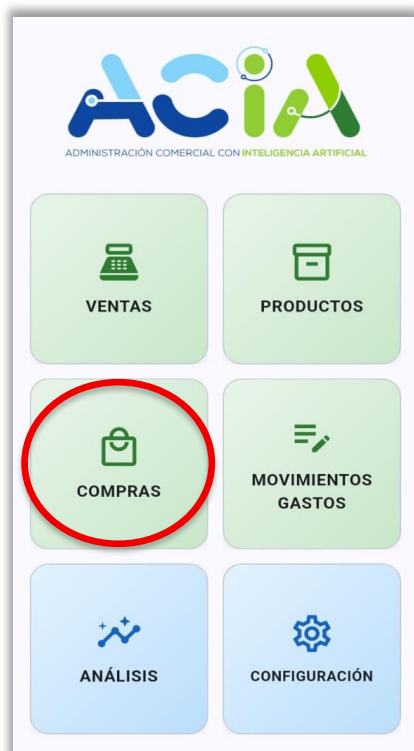 ACiA
ADMINISTRACIÓN COMERCIAL CON INTELIGENCIA ARTIFICIAL
VENTAS
PRODUCTOS
COMPRAS
MOVIMIENTOS
GASTOS
ANÁLISIS
CONFIGURACIÓN